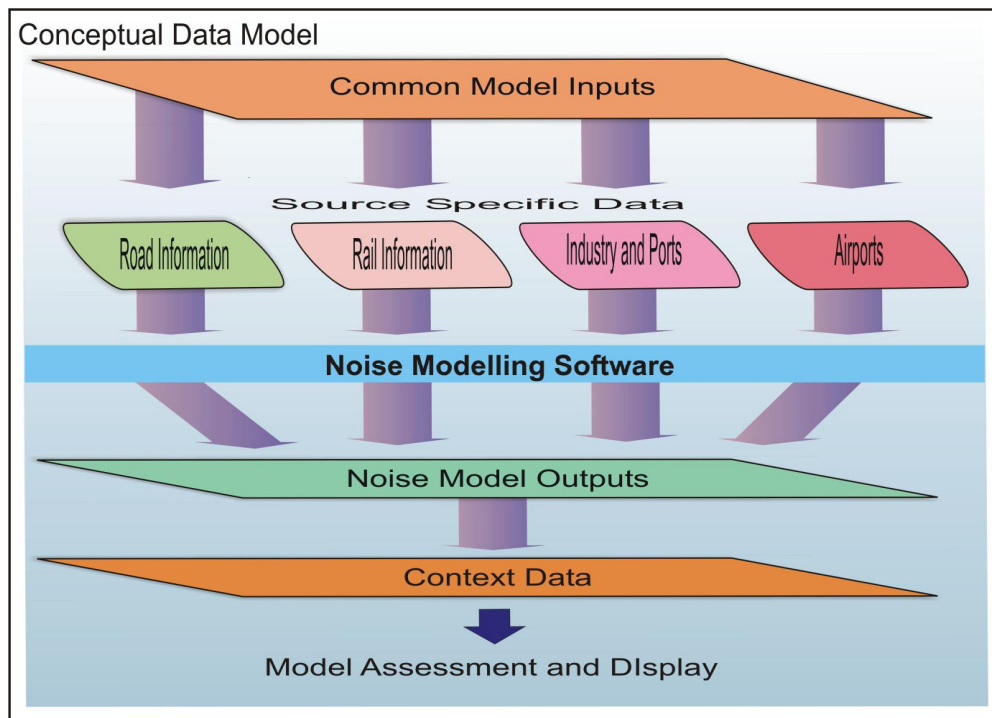 Conceptual Data Model
Common Model Inputs
Source Specific Data
Road Information
Rail Information
Industry and Ports
Airports
Noise Modelling Software
Noise Model Outputs
Context Data
Model Assessment and DIsplay